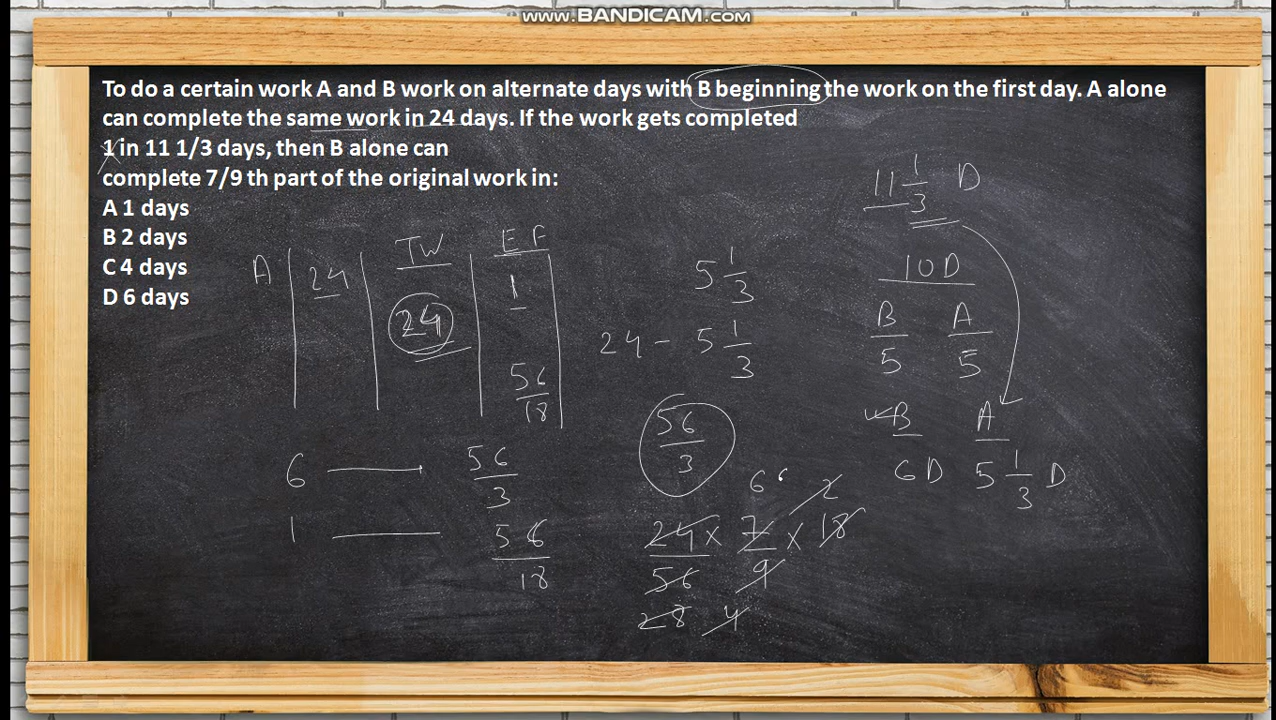 www.BANDICAM.com
To do a certain work A and B work on alternate days with B beginning the work on the first day. A alone
can complete the same work in 24 days. If the work gets completed
1 in 11 1/3 days, then B alone can
complete 7/9 th part of the original work in:
A 1 days
B 2 days
C 4 days
D 6 days
11 1/3 D
TW EF
A 24 1
24
56/18
5 1/3
24 - 5 1/3
56/3
10D
B/5 A/5
B A
6D 5 1/3 D
6 — 56/3
1 — 56/18
6 6 2
24/56 × 7/9 × 18
28 4